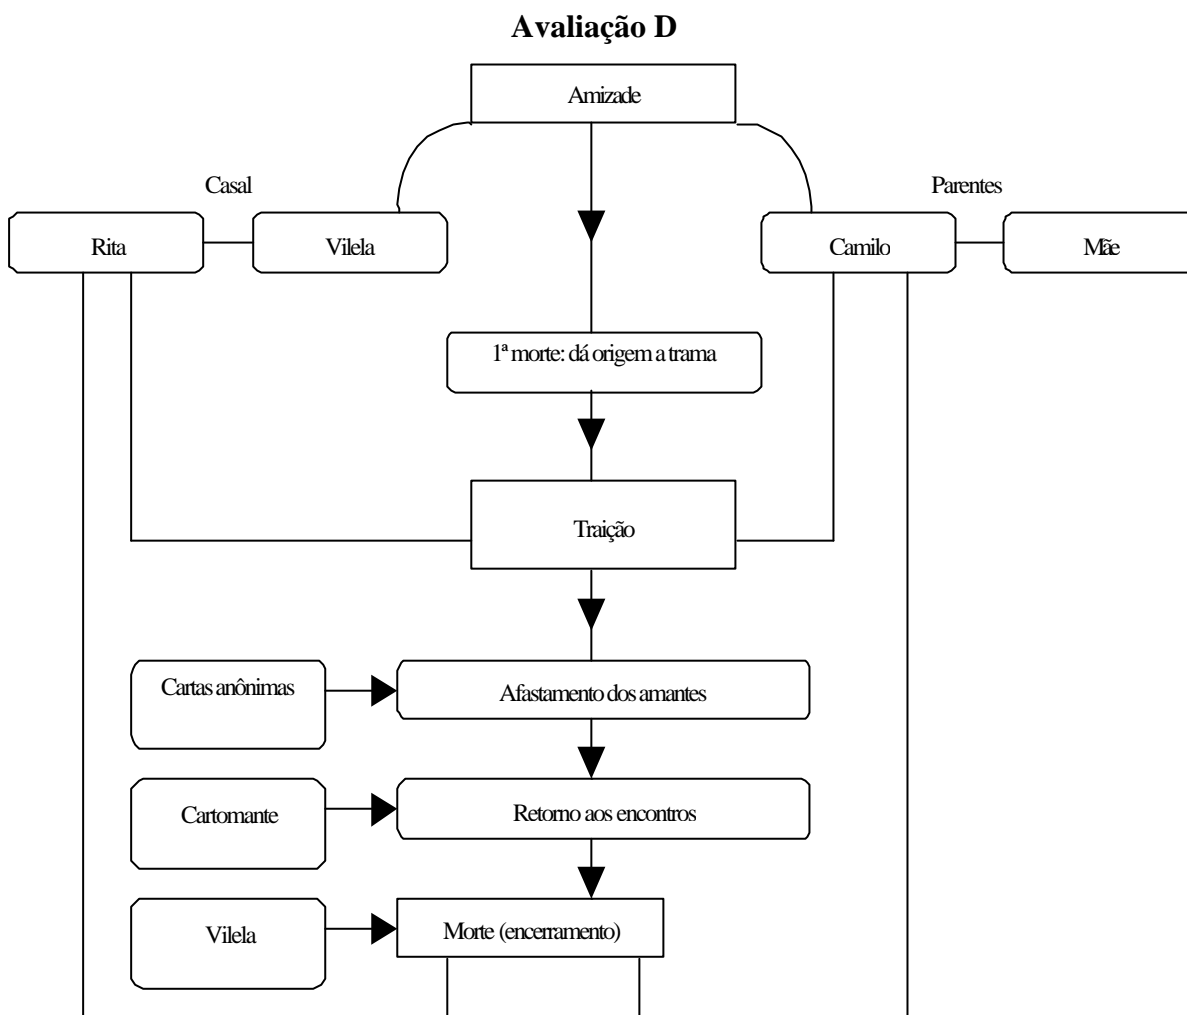 Avaliação D
Amizade
Casal
Parentes
Rita
Vilela
Camilo
Mãe
1ª morte: dá origem a trama
Traição
Cartas anônimas
Afastamento dos amantes
Cartomante
Retorno aos encontros
Vilela
Morte (encerramento)